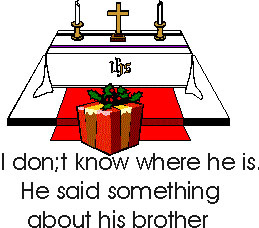 ihs
I don;t know where he is.
He said something
about his brother